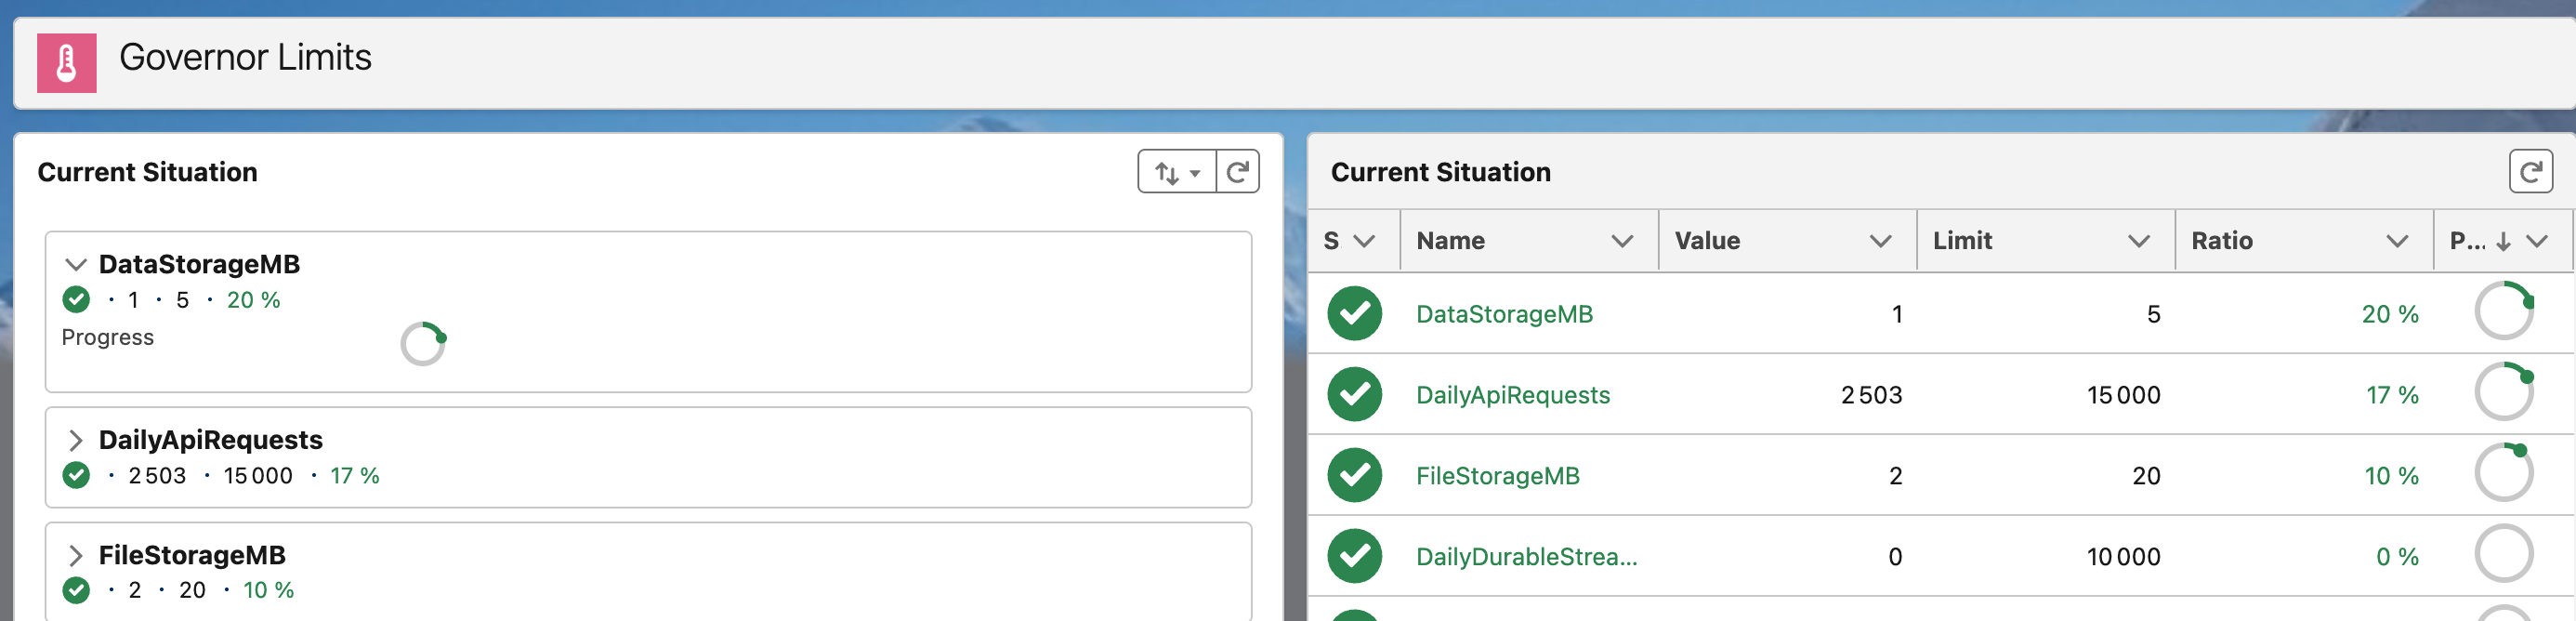 Governor Limits
Current Situation
DataStorageMB
· 1 · 5 · 20 %
Progress
DailyApiRequests
· 2 503 · 15 000 · 17 %
FileStorageMB
· 2 · 20 · 10 %
Current Situation
S Name Value Limit Ratio P...
DataStorageMB 1 5 20 %
DailyApiRequests 2 503 15 000 17 %
FileStorageMB 2 20 10 %
DailyDurableStrea... 0 10 000 0 %